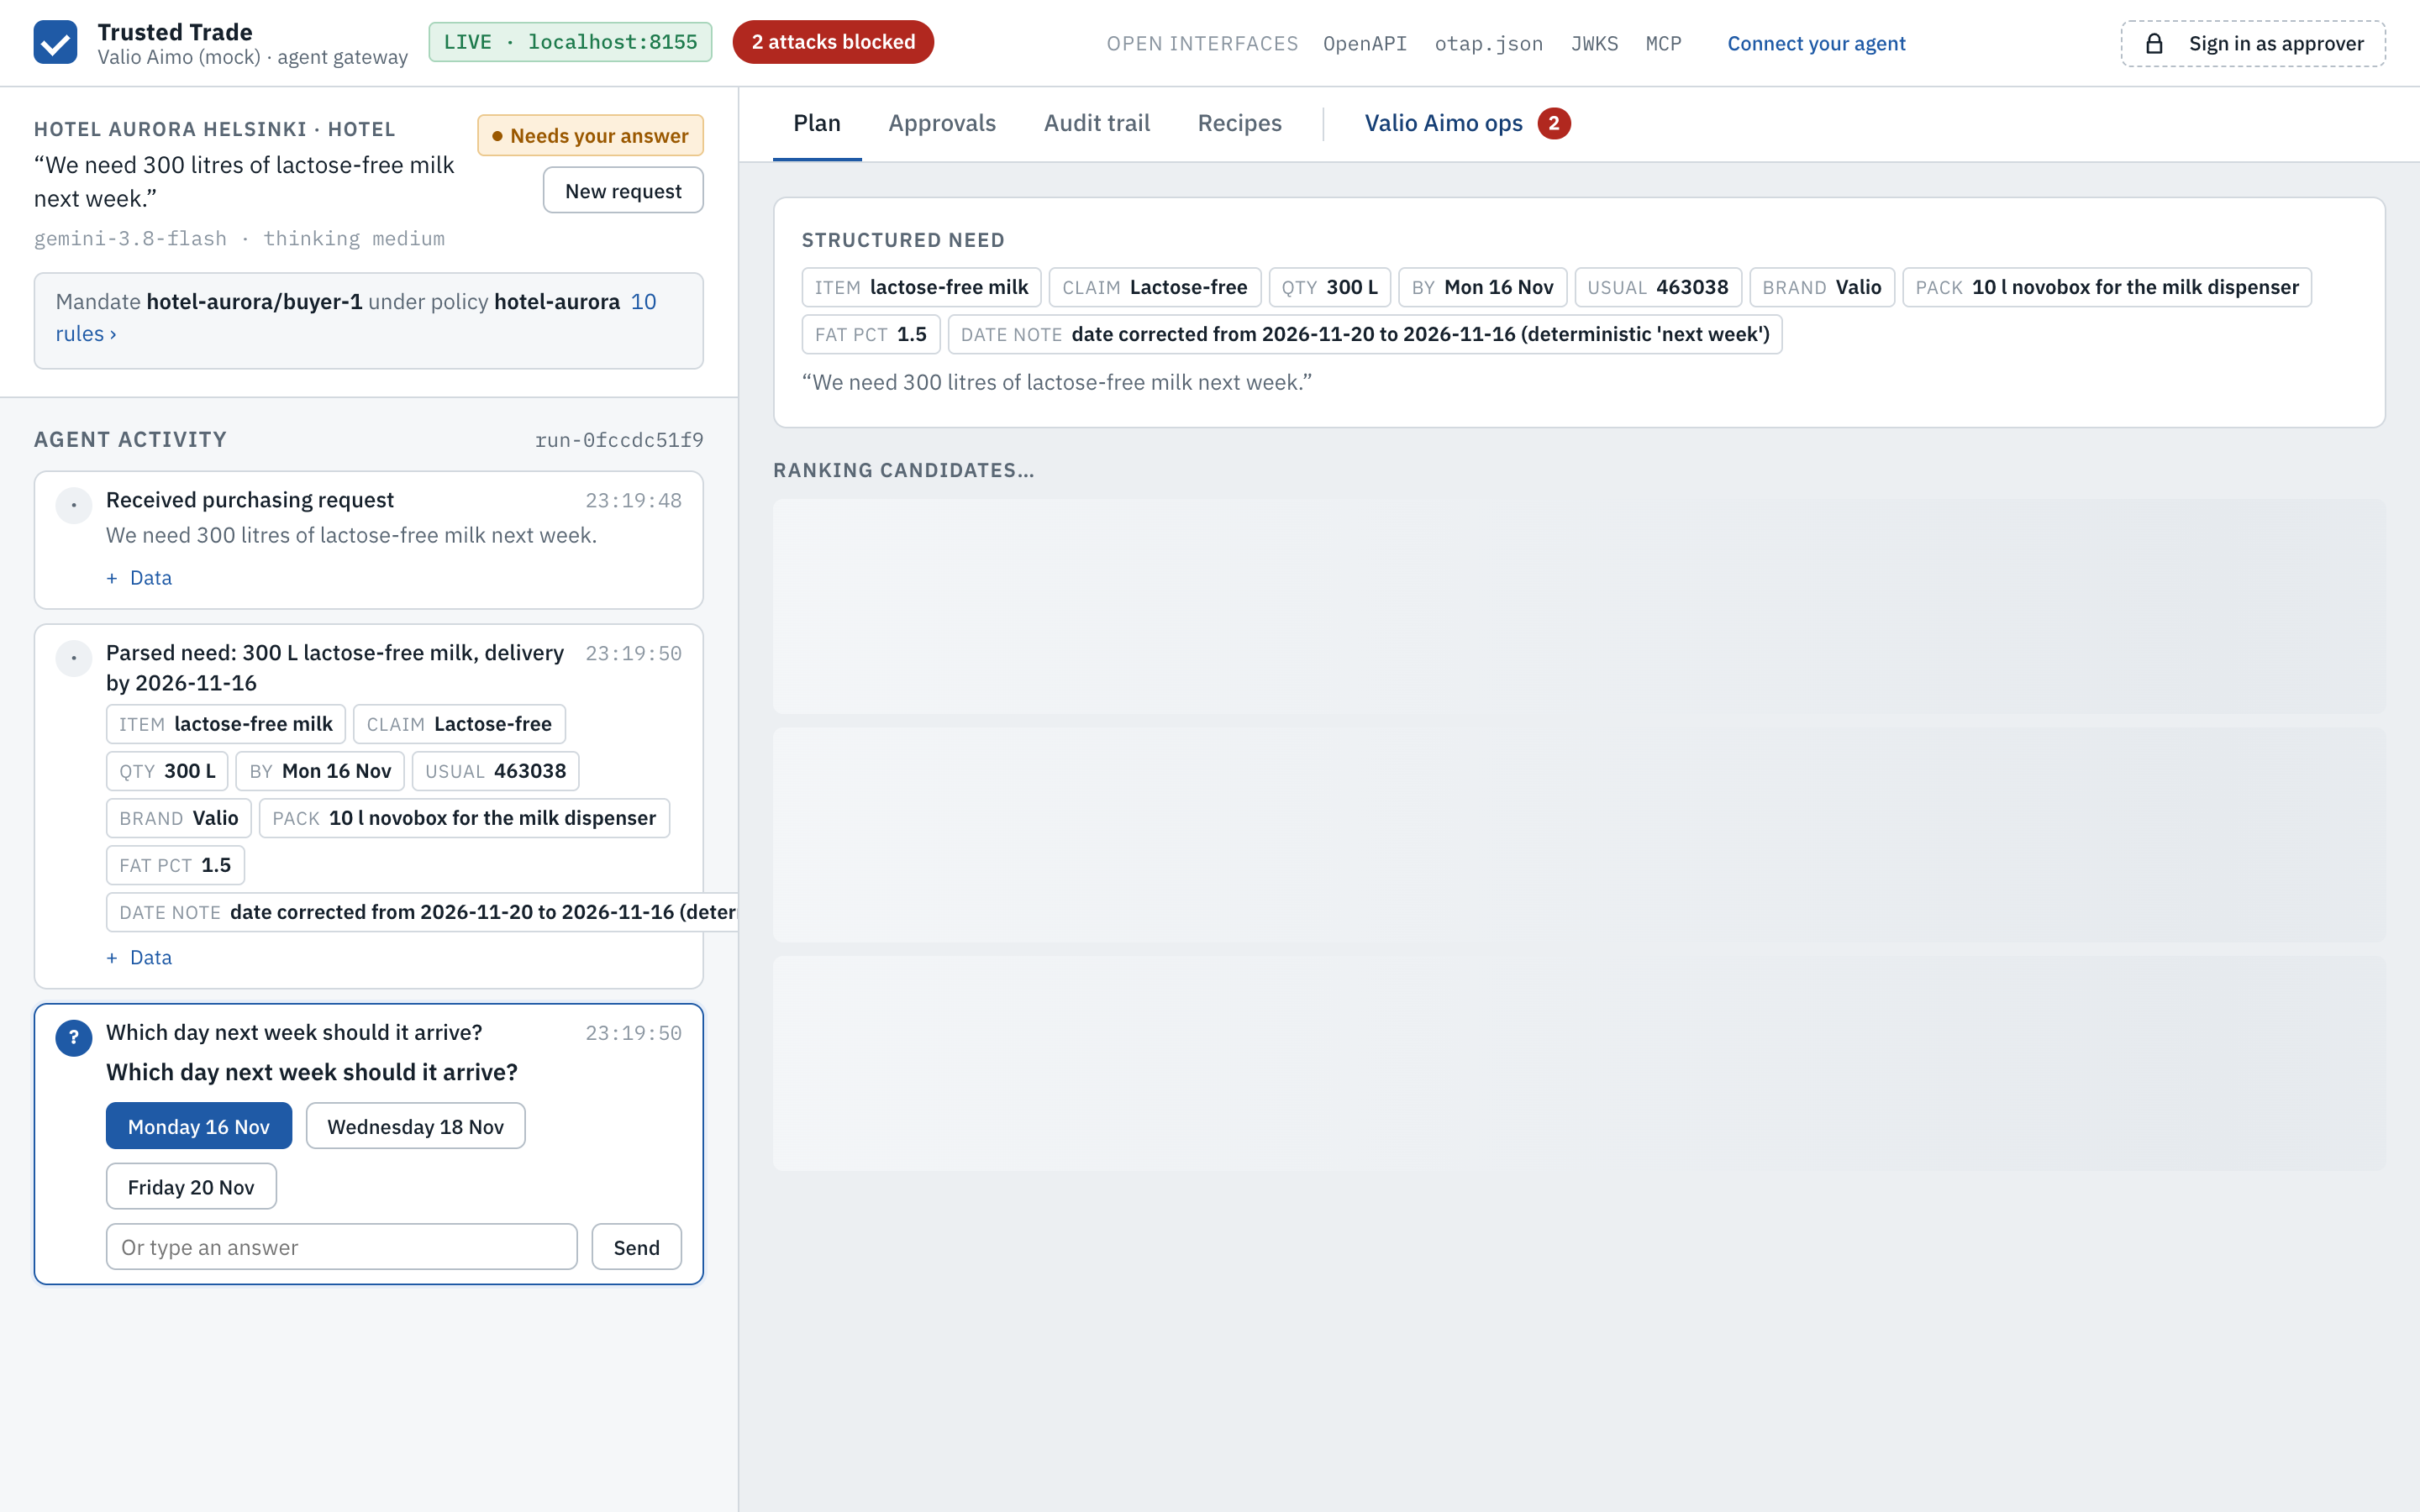 Trusted Trade
Valio Aimo (mock) · agent gateway
LIVE · localhost:8155
2 attacks blocked
OPEN INTERFACES OpenAPI otap.json JWKS MCP Connect your agent
Sign in as approver
HOTEL AURORA HELSINKI · HOTEL
Needs your answer
“We need 300 litres of lactose-free milk
next week.”
New request
gemini-3.8-flash · thinking medium
Mandate hotel-aurora/buyer-1 under policy hotel-aurora 10
rules ›
AGENT ACTIVITY run-0fccdc51f9
Received purchasing request 23:19:48
We need 300 litres of lactose-free milk next week.
+ Data
Parsed need: 300 L lactose-free milk, delivery 23:19:50
by 2026-11-16
ITEM lactose-free milk CLAIM Lactose-free
QTY 300 L BY Mon 16 Nov USUAL 463038
BRAND Valio PACK 10 l novobox for the milk dispenser
FAT PCT 1.5
DATE NOTE date corrected from 2026-11-20 to 2026-11-16 (deter
+ Data
? Which day next week should it arrive? 23:19:50
Which day next week should it arrive?
Monday 16 Nov Wednesday 18 Nov
Friday 20 Nov
Or type an answer Send
Plan Approvals Audit trail Recipes Valio Aimo ops 2
STRUCTURED NEED
ITEM lactose-free milk CLAIM Lactose-free QTY 300 L BY Mon 16 Nov USUAL 463038 BRAND Valio PACK 10 l novobox for the milk dispenser
FAT PCT 1.5 DATE NOTE date corrected from 2026-11-20 to 2026-11-16 (deterministic 'next week')
“We need 300 litres of lactose-free milk next week.”
RANKING CANDIDATES…